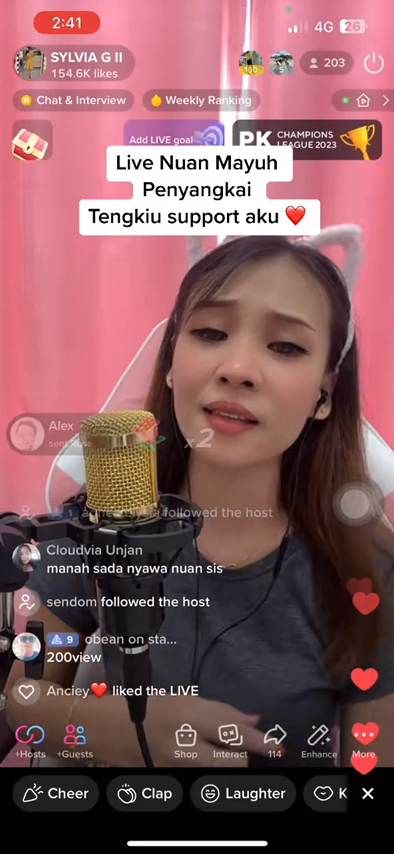 2:41
4G 26
SYLVIA G II
154.6K likes
100
203
Chat & Interview
Weekly Ranking
Add LIVE goal
PK CHAMPIONS
LEAGUE 2023
Live Nuan Mayuh
Penyangkai
Tengkiu support aku ❤️
Alex
sent Rose
x2
followed the host
Cloudvia Unjan
manah sada nyawa nuan sis
sendom followed the host
9 obean on sta...
200view
Anciey❤️ liked the LIVE
+Hosts
+Guests
Shop
Interact
114
Enhance
More
Cheer
Clap
Laughter
K